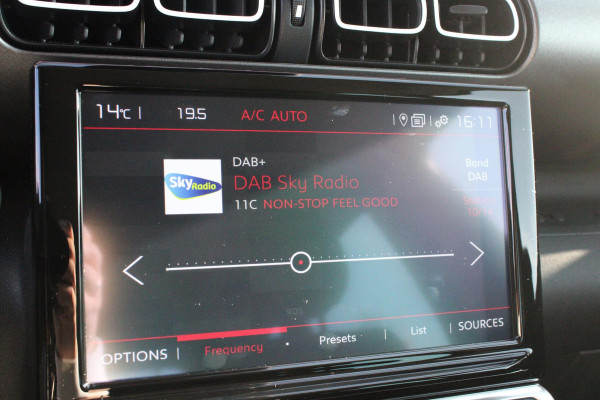 14°C | 19.5 A/C AUTO 16:11
DAB+
Sky Radio
DAB Sky Radio
11C NON-STOP FEEL GOOD
Band
DAB
OPTIONS | Frequency Presets | List | SOURCES